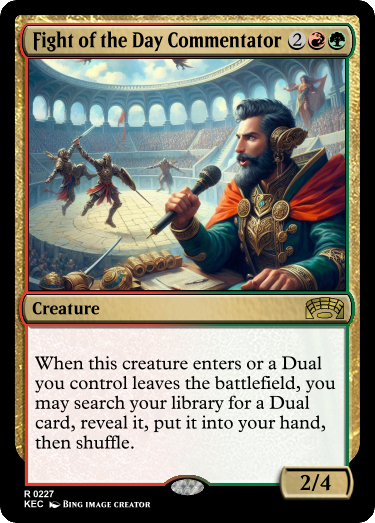 Fight of the Day Commentator 2
Creature
When this creature enters or a Dual
you control leaves the battlefield, you
may search your library for a Dual
card, reveal it, put it into your hand,
then shuffle.
2/4
R 0227
KEC BING IMAGE CREATOR